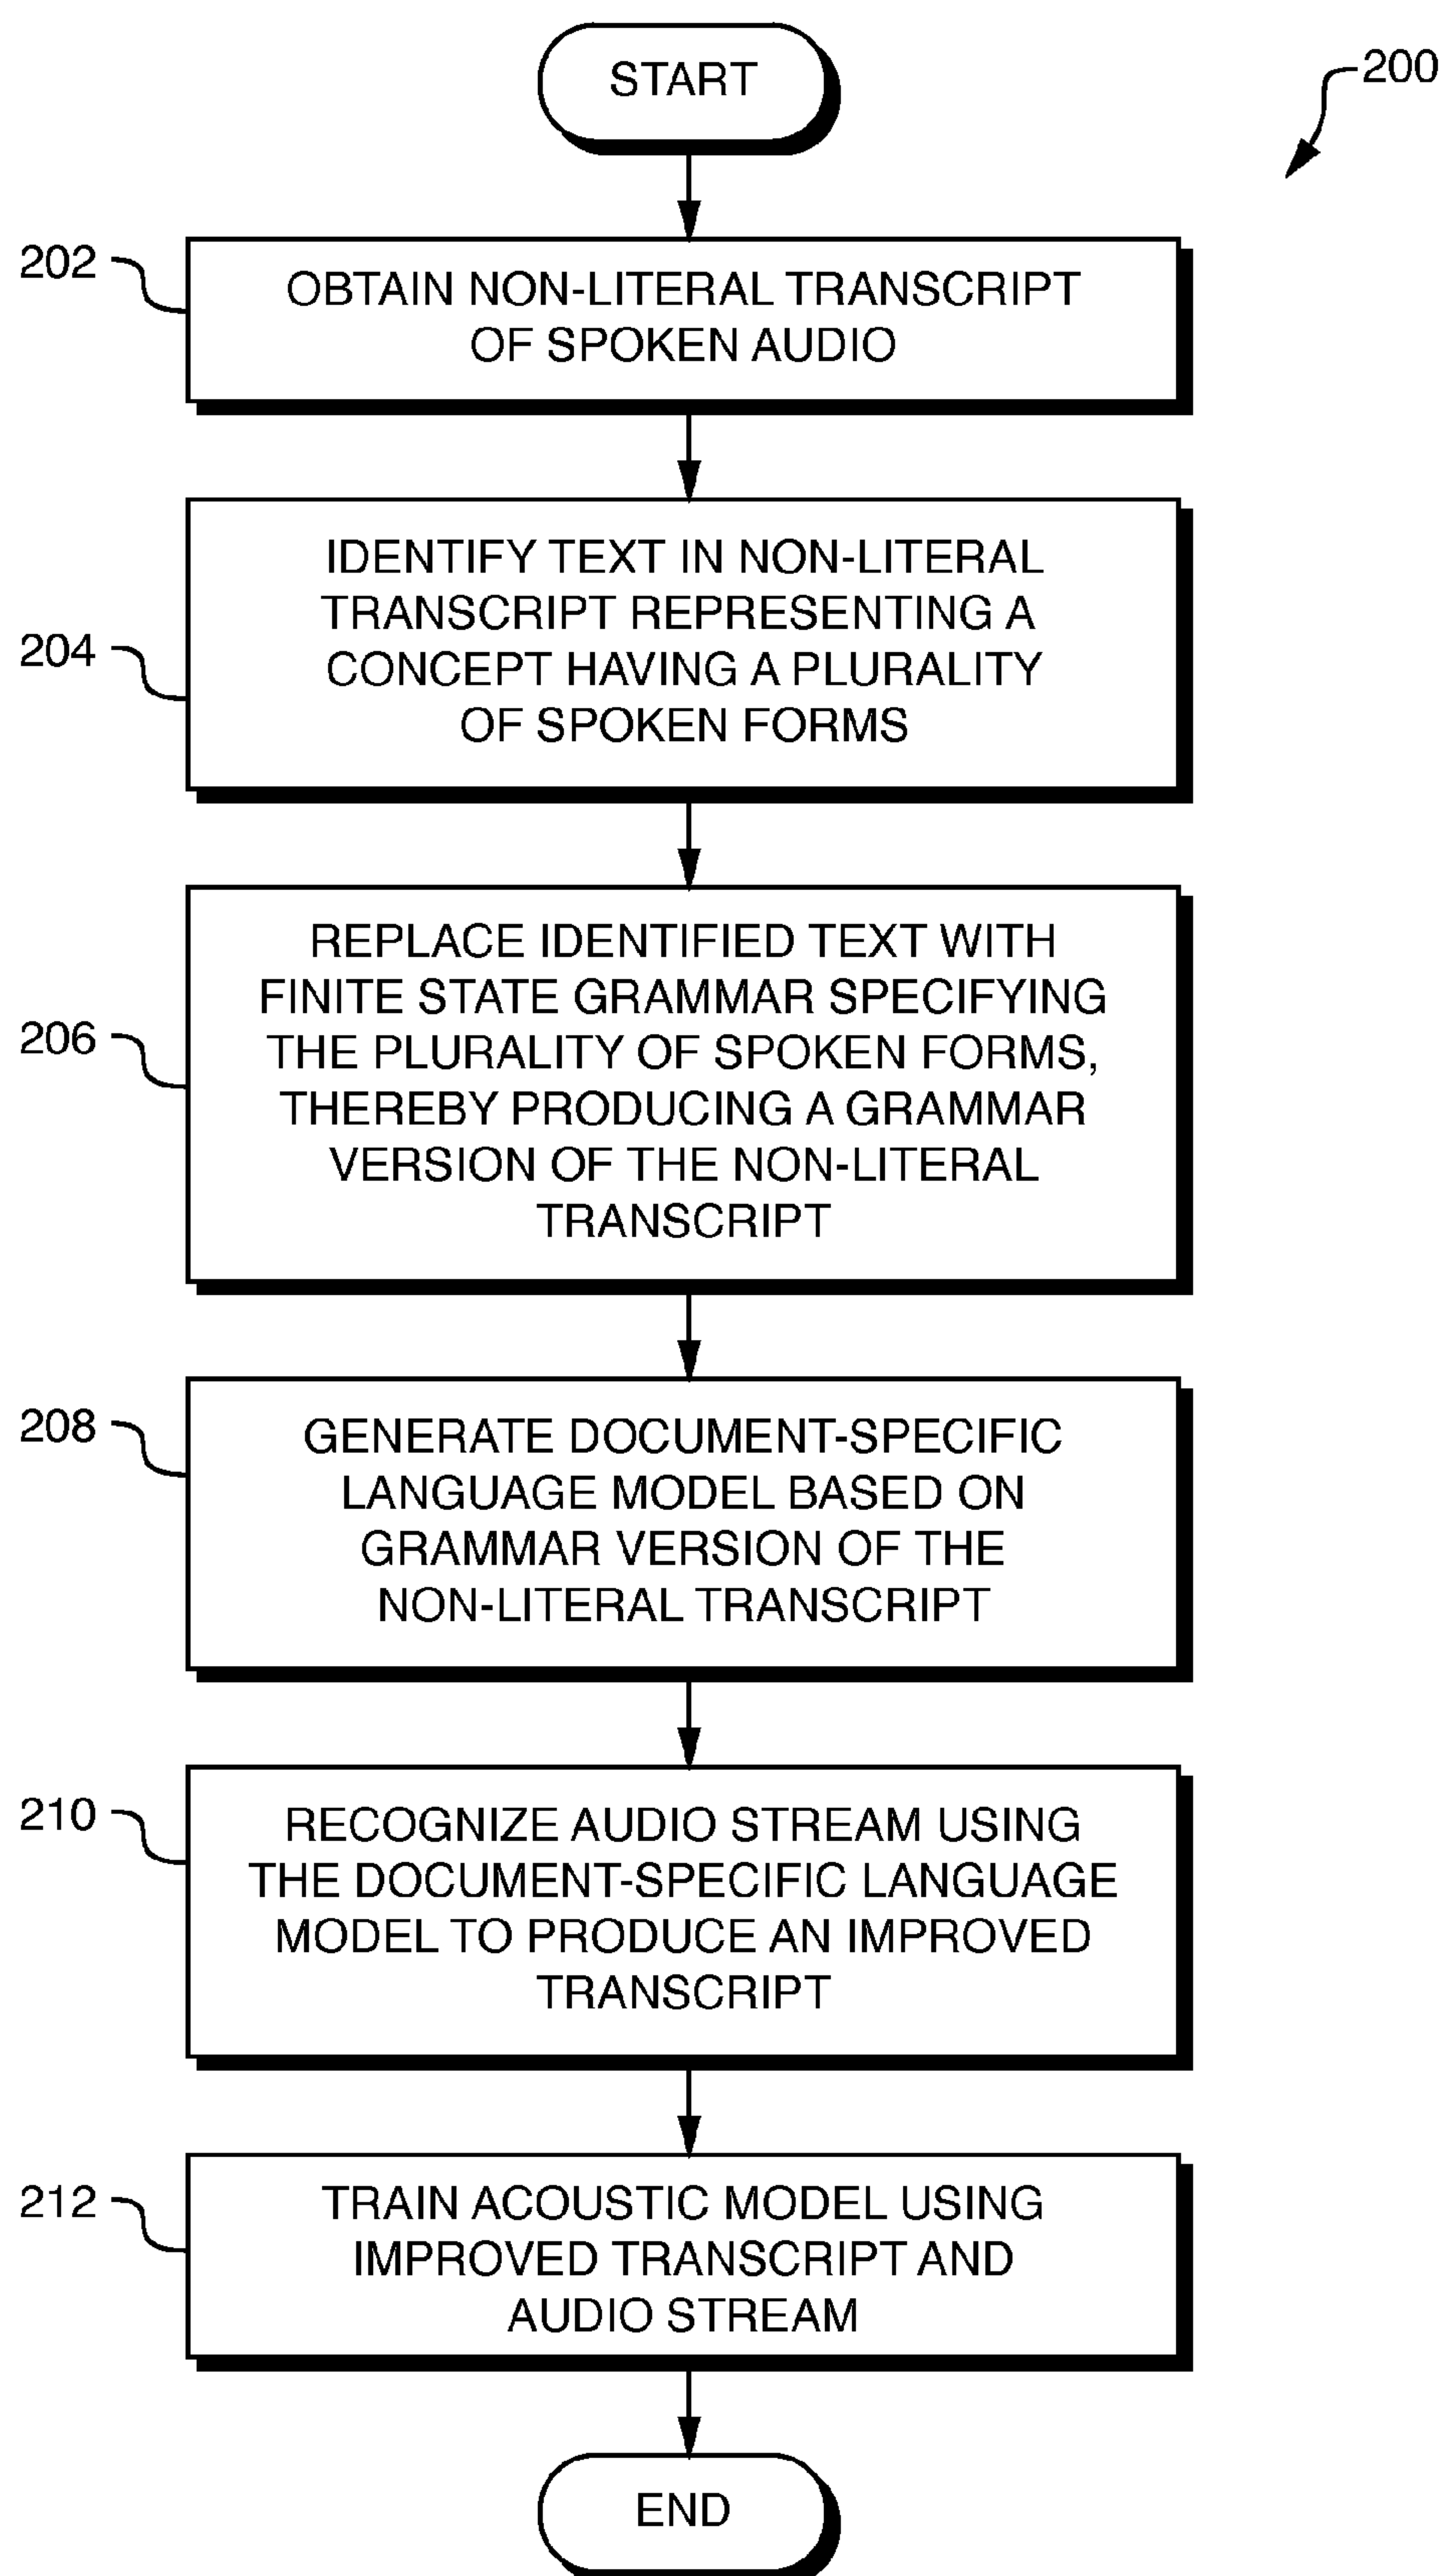 START
200
202
OBTAIN NON-LITERAL TRANSCRIPT
OF SPOKEN AUDIO
204
IDENTIFY TEXT IN NON-LITERAL
TRANSCRIPT REPRESENTING A
CONCEPT HAVING A PLURALITY
OF SPOKEN FORMS
206
REPLACE IDENTIFIED TEXT WITH
FINITE STATE GRAMMAR SPECIFYING
THE PLURALITY OF SPOKEN FORMS,
THEREBY PRODUCING A GRAMMAR
VERSION OF THE NON-LITERAL
TRANSCRIPT
208
GENERATE DOCUMENT-SPECIFIC
LANGUAGE MODEL BASED ON
GRAMMAR VERSION OF THE
NON-LITERAL TRANSCRIPT
210
RECOGNIZE AUDIO STREAM USING
THE DOCUMENT-SPECIFIC LANGUAGE
MODEL TO PRODUCE AN IMPROVED
TRANSCRIPT
212
TRAIN ACOUSTIC MODEL USING
IMPROVED TRANSCRIPT AND
AUDIO STREAM
END